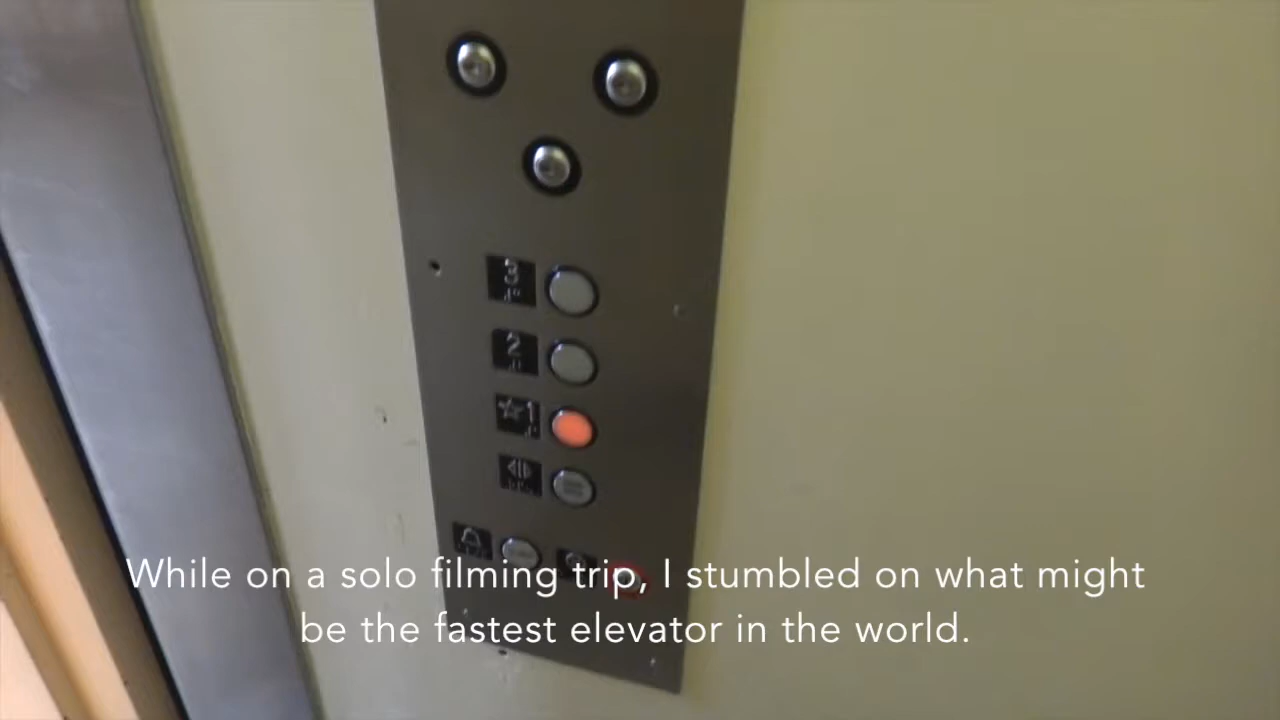 3
2
☆1
While on a solo filming trip, I stumbled on what might
be the fastest elevator in the world.